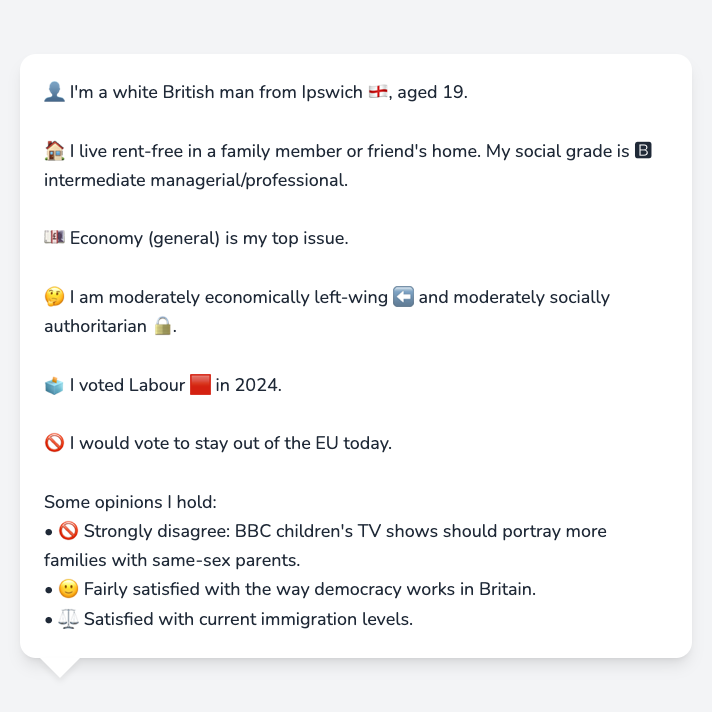 👤 I'm a white British man from Ipswich 🏴󠁧󠁢󠁥󠁮󠁧󠁿, aged 19.
🏠 I live rent-free in a family member or friend's home. My social grade is 🅱
intermediate managerial/professional.
💷 Economy (general) is my top issue.
🤔 I am moderately economically left-wing ⬅️ and moderately socially
authoritarian 🔒.
🗳️ I voted Labour 🟥 in 2024.
🚫 I would vote to stay out of the EU today.
Some opinions I hold:
• 🚫 Strongly disagree: BBC children's TV shows should portray more
families with same-sex parents.
• 🙂 Fairly satisfied with the way democracy works in Britain.
• ⚖️ Satisfied with current immigration levels.